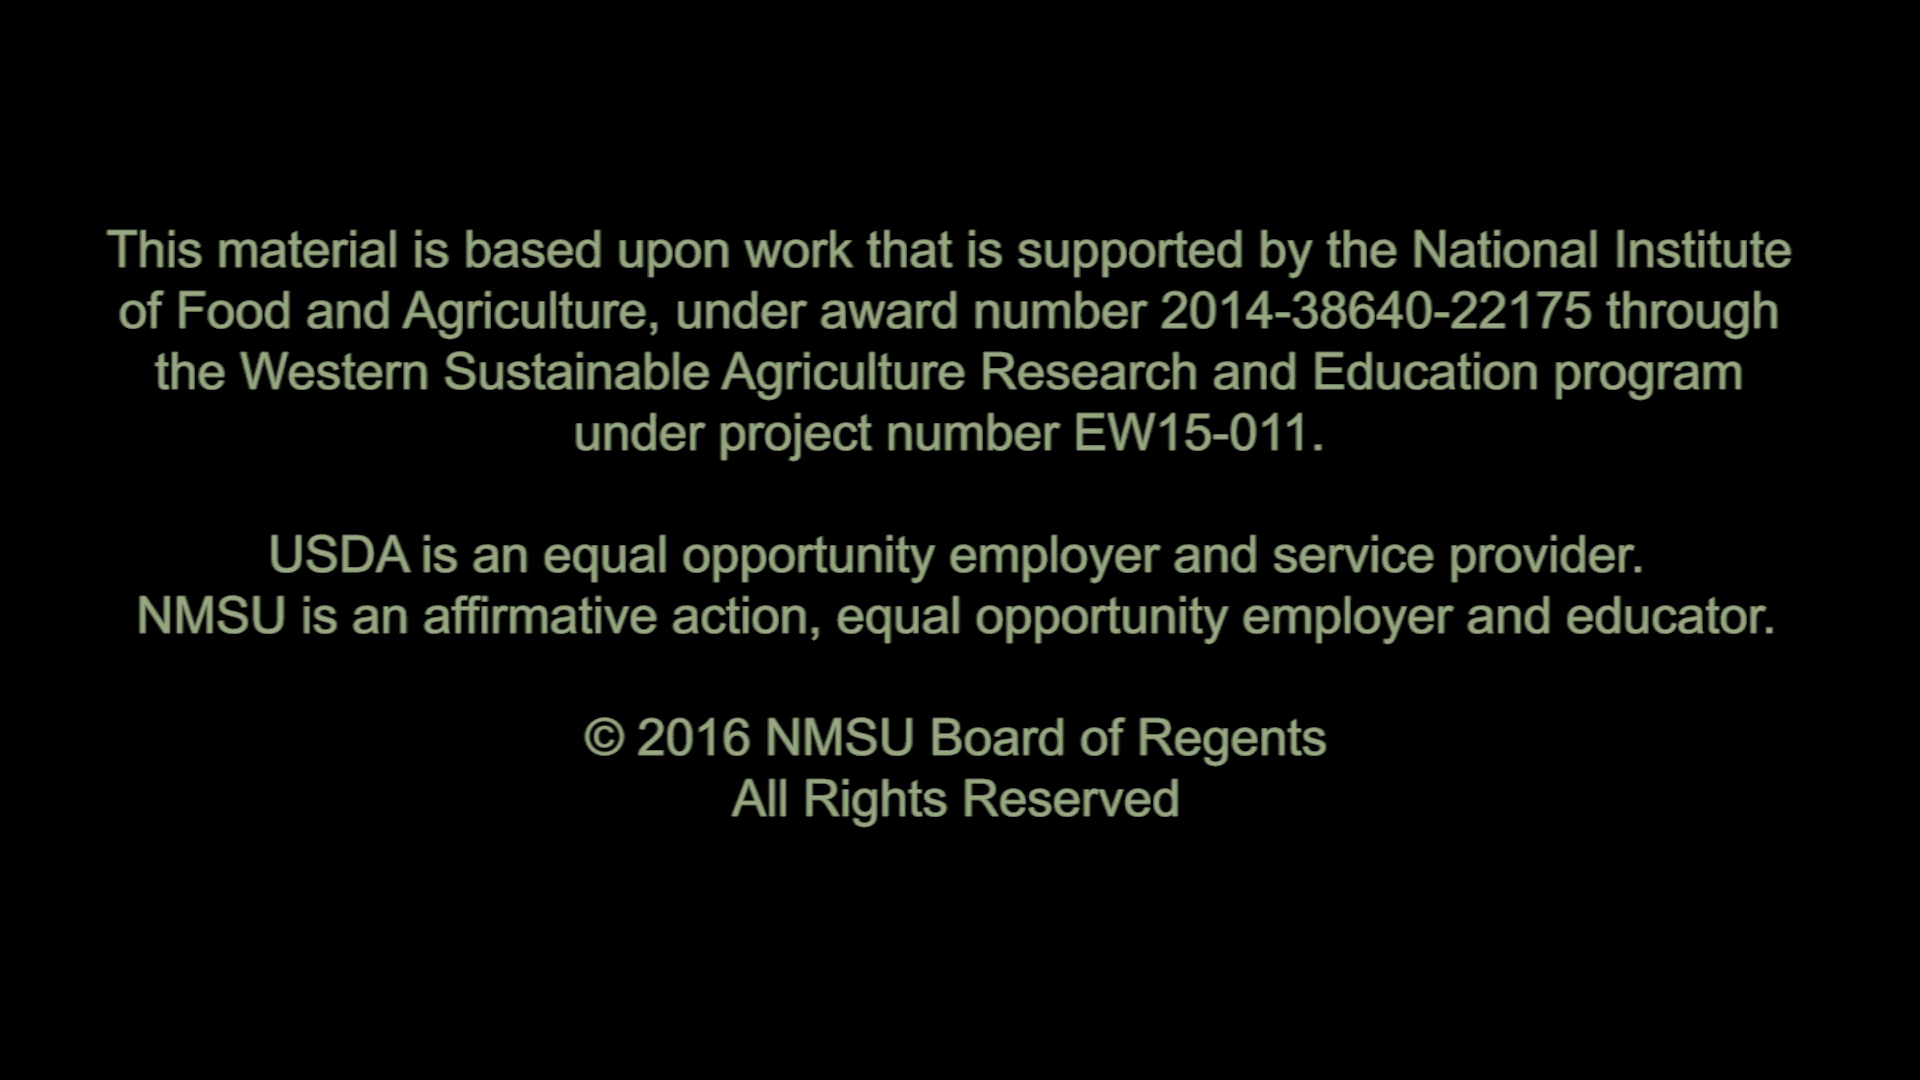 This material is based upon work that is supported by the National Institute
of Food and Agriculture, under award number 2014-38640-22175 through
the Western Sustainable Agriculture Research and Education program
under project number EW15-011.
USDA is an equal opportunity employer and service provider.
NMSU is an affirmative action, equal opportunity employer and educator.
© 2016 NMSU Board of Regents
All Rights Reserved